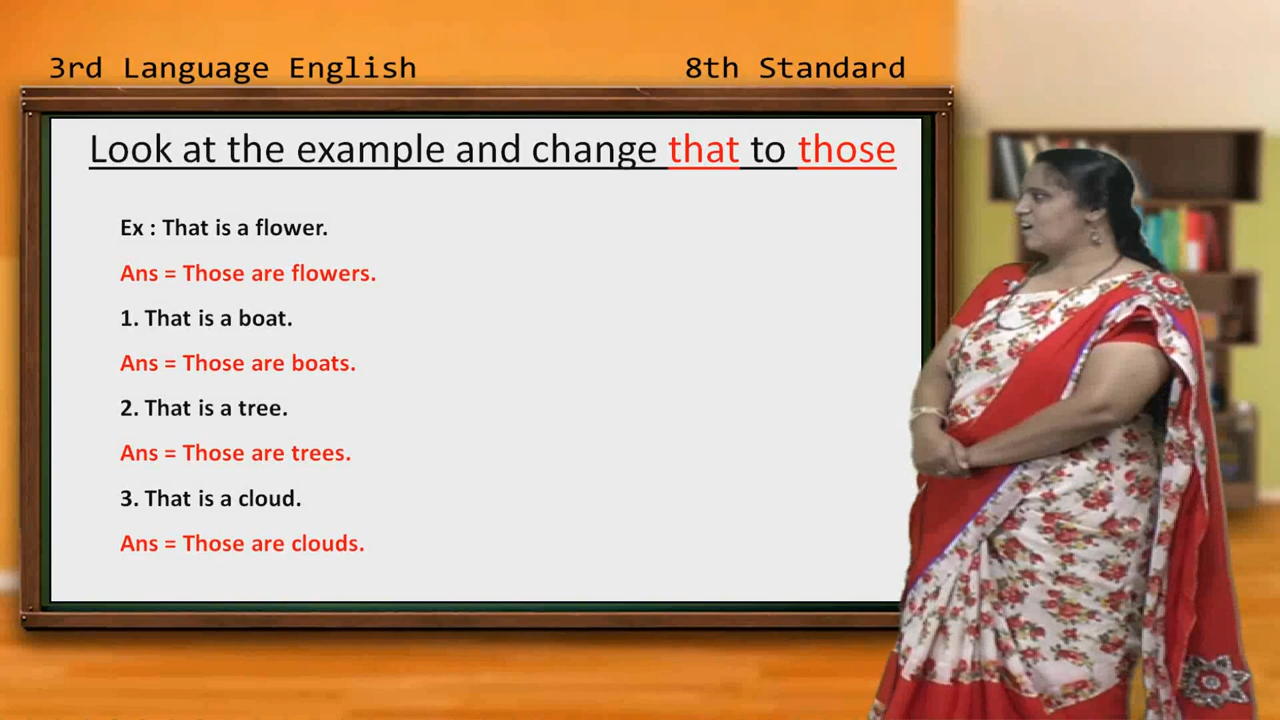 3rd Language English 8th Standard
Look at the example and change that to those
Ex : That is a flower.
Ans = Those are flowers.
1. That is a boat.
Ans = Those are boats.
2. That is a tree.
Ans = Those are trees.
3. That is a cloud.
Ans = Those are clouds.